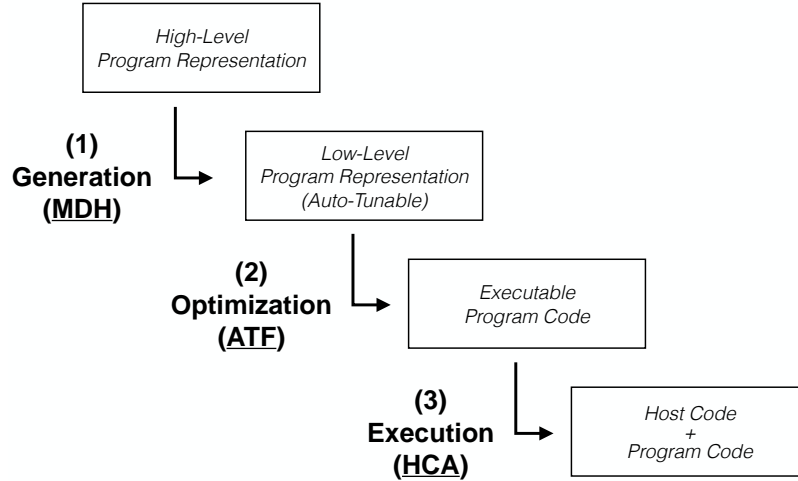 High-Level
Program Representation
(1)
Generation
(MDH)
Low-Level
Program Representation
(Auto-Tunable)
(2)
Optimization
(ATF)
Executable
Program Code
(3)
Execution
(HCA)
Host Code
+
Program Code